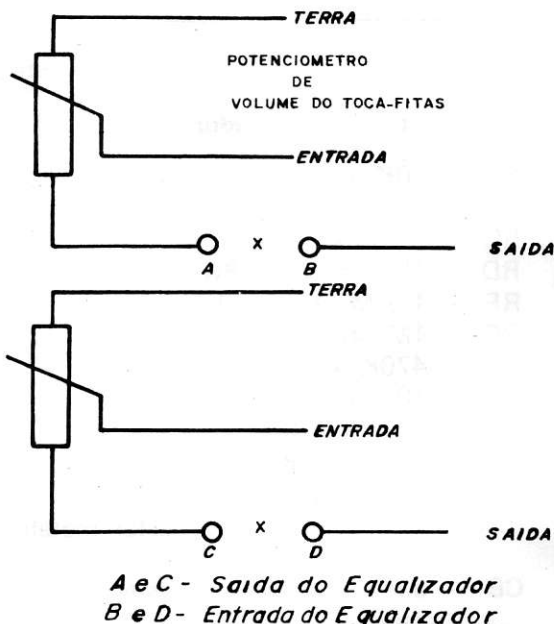 TERRA
POTENCIOMETRO
DE
VOLUME DO TOCA-FITAS
ENTRADA
A x B SAIDA
TERRA
ENTRADA
C x D SAIDA
A e C - Saida do Equalizador
B e D - Entrada do Equalizador